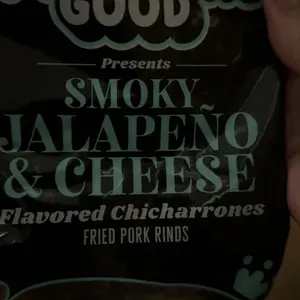 GOOD
Presents
SMOKY
JALAPEÑO
& CHEESE
Flavored Chicharrones
FRIED PORK RINDS